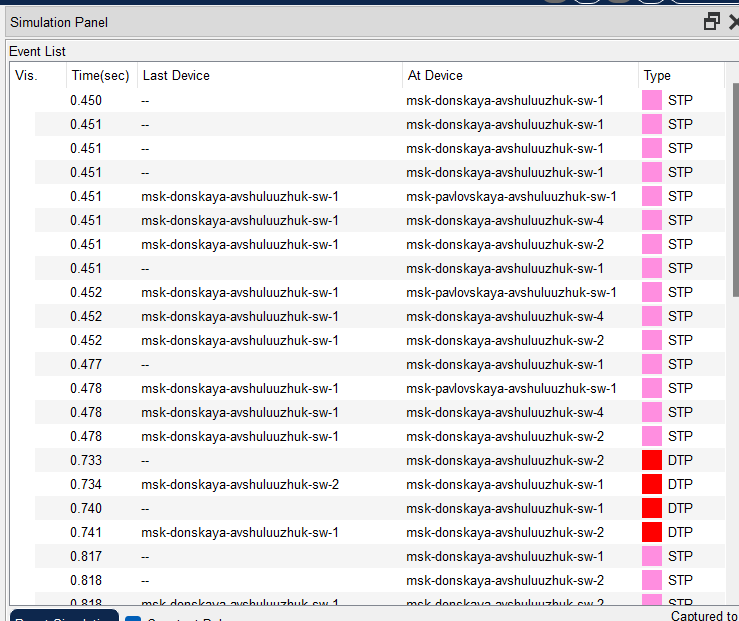 Simulation Panel
Event List
Vis. Time(sec) Last Device At Device Type
0.450 -- msk-donskaya-avshuluuzhuk-sw-1 STP
0.451 -- msk-donskaya-avshuluuzhuk-sw-1 STP
0.451 -- msk-donskaya-avshuluuzhuk-sw-1 STP
0.451 -- msk-donskaya-avshuluuzhuk-sw-1 STP
0.451 msk-donskaya-avshuluuzhuk-sw-1 msk-pavlovskaya-avshuluuzhuk-sw-1 STP
0.451 msk-donskaya-avshuluuzhuk-sw-1 msk-donskaya-avshuluuzhuk-sw-4 STP
0.451 msk-donskaya-avshuluuzhuk-sw-1 msk-donskaya-avshuluuzhuk-sw-2 STP
0.451 -- msk-donskaya-avshuluuzhuk-sw-1 STP
0.452 msk-donskaya-avshuluuzhuk-sw-1 msk-pavlovskaya-avshuluuzhuk-sw-1 STP
0.452 msk-donskaya-avshuluuzhuk-sw-1 msk-donskaya-avshuluuzhuk-sw-4 STP
0.452 msk-donskaya-avshuluuzhuk-sw-1 msk-donskaya-avshuluuzhuk-sw-2 STP
0.477 -- msk-donskaya-avshuluuzhuk-sw-1 STP
0.478 msk-donskaya-avshuluuzhuk-sw-1 msk-pavlovskaya-avshuluuzhuk-sw-1 STP
0.478 msk-donskaya-avshuluuzhuk-sw-1 msk-donskaya-avshuluuzhuk-sw-4 STP
0.478 msk-donskaya-avshuluuzhuk-sw-1 msk-donskaya-avshuluuzhuk-sw-2 STP
0.733 -- msk-donskaya-avshuluuzhuk-sw-2 DTP
0.734 msk-donskaya-avshuluuzhuk-sw-2 msk-donskaya-avshuluuzhuk-sw-1 DTP
0.740 -- msk-donskaya-avshuluuzhuk-sw-1 DTP
0.741 msk-donskaya-avshuluuzhuk-sw-1 msk-donskaya-avshuluuzhuk-sw-2 DTP
0.817 -- msk-donskaya-avshuluuzhuk-sw-1 STP
0.818 -- msk-donskaya-avshuluuzhuk-sw-2 STP
0.818 msk-donskaya-avshuluuzhuk-sw-1 msk-donskaya-avshuluuzhuk-sw-2 STP
Captured to